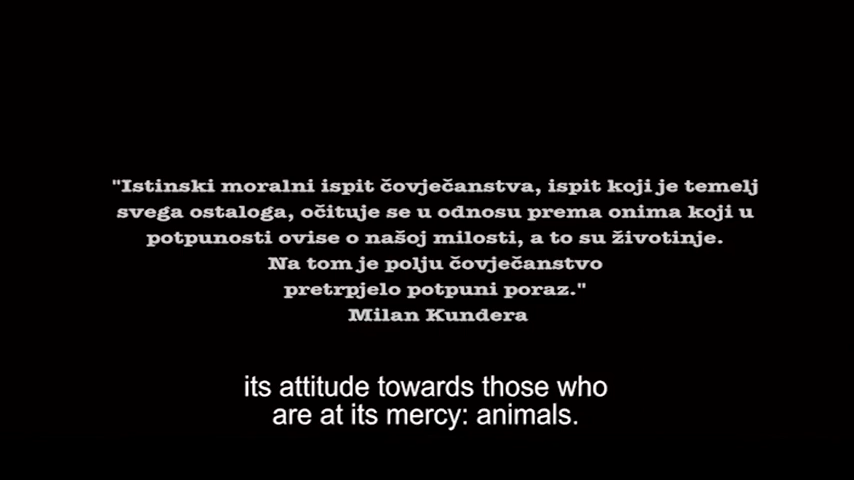 "Istinski moralni ispit čovječanstva, ispit koji je temelj
svega ostaloga, očituje se u odnosu prema onima koji u
potpunosti ovise o našoj milosti, a to su životinje.
Na tom je polju čovječanstvo
pretrpjelo potpuni poraz."
Milan Kundera
its attitude towards those who
are at its mercy: animals.